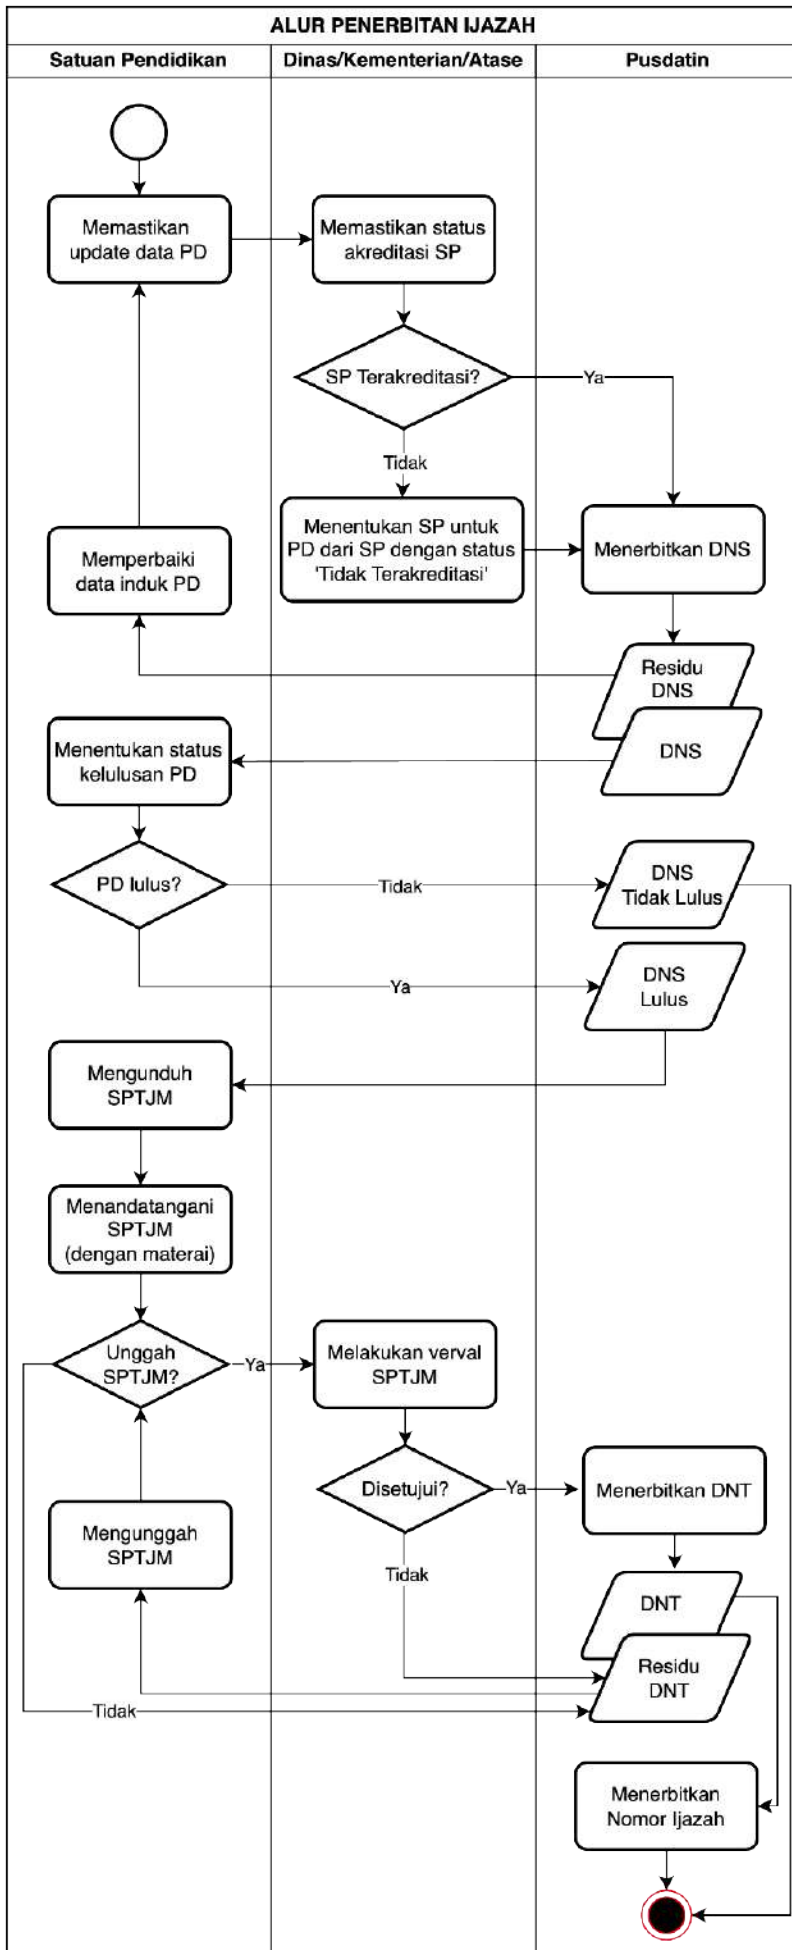 ALUR PENERBITAN IJAZAH
Satuan Pendidikan
Dinas/Kementerian/Atase
Pusdatin
Memastikan
update data PD
Memastikan status
akreditasi SP
SP Terakreditasi?
Ya
Tidak
Memperbaiki
data induk PD
Menentukan SP untuk
PD dari SP dengan status
'Tidak Terakreditasi'
Menerbitkan DNS
Residu
DNS
Menentukan status
kelulusan PD
DNS
PD lulus?
Tidak
DNS
Tidak Lulus
Ya
DNS
Lulus
Mengunduh
SPTJM
Menandatangani
SPTJM
(dengan materai)
Unggah
SPTJM?
Ya
Melakukan verval
SPTJM
Disetujui?
Ya
Menerbitkan DNT
Mengunggah
SPTJM
Tidak
DNT
Residu
DNT
Tidak
Menerbitkan
Nomor Ijazah